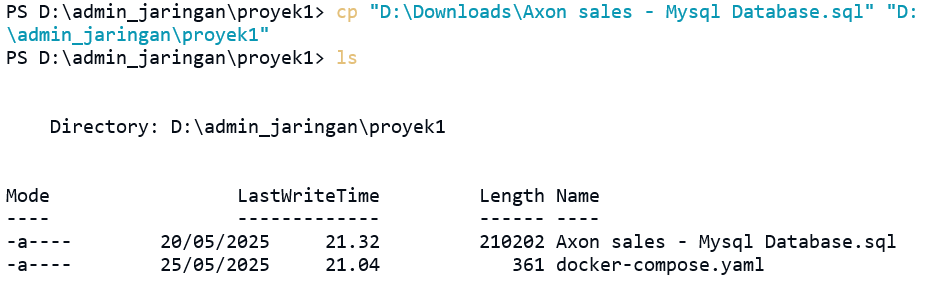 PS D:\admin_jaringan\proyek1> cp "D:\Downloads\Axon sales - Mysql Database.sql" "D:
\admin_jaringan\proyek1"
PS D:\admin_jaringan\proyek1> ls
Directory: D:\admin_jaringan\proyek1
Mode LastWriteTime Length Name
---- ------------- ------ ----
-a---- 20/05/2025 21.32 210202 Axon sales - Mysql Database.sql
-a---- 25/05/2025 21.04 361 docker-compose.yaml